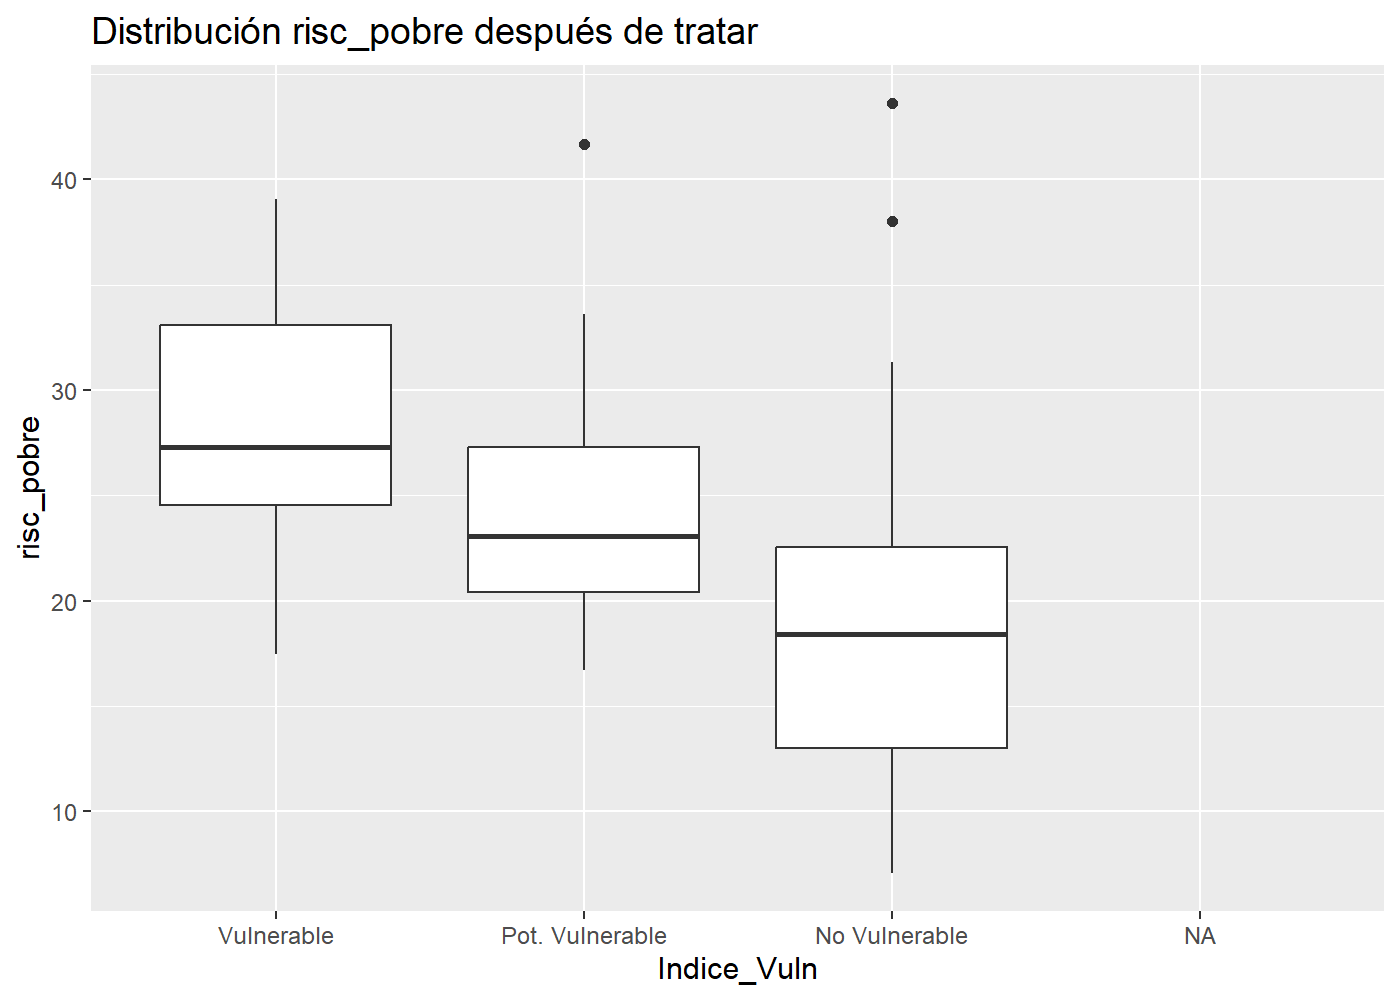 Distribución risc_pobre después de tratar
risc_pobre
40
30
20
10
Vulnerable
Pot. Vulnerable
No Vulnerable
NA
Indice_Vuln